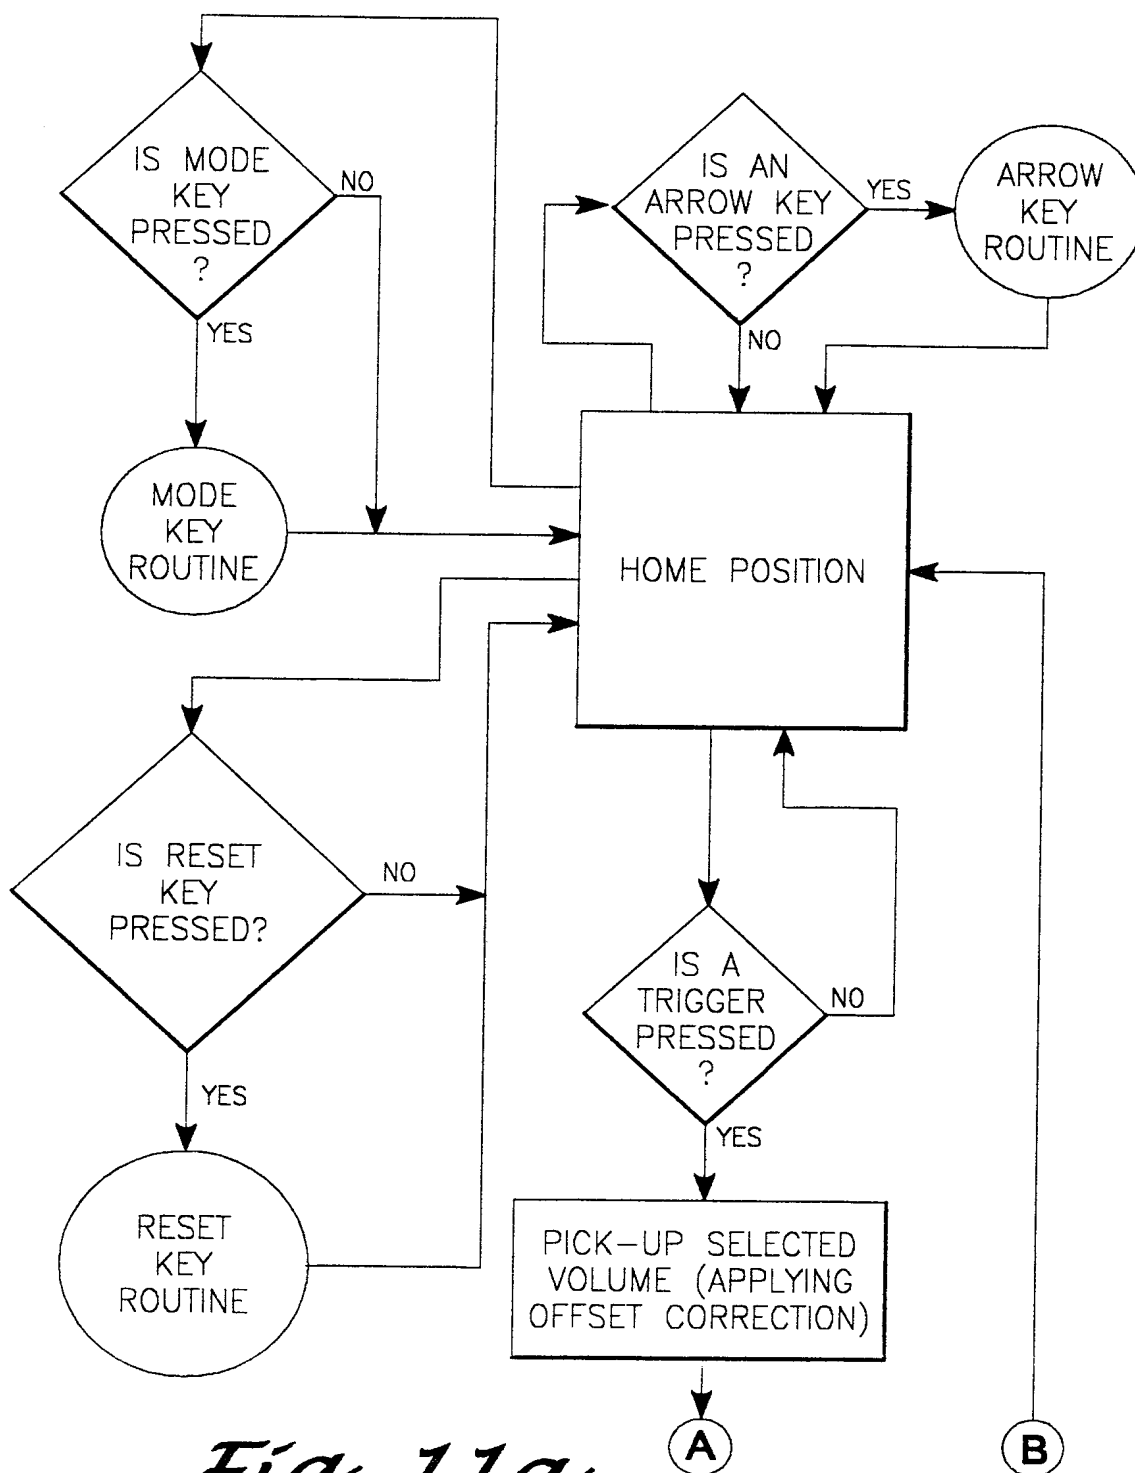 IS MODE
KEY
PRESSED
?
NO
YES
MODE
KEY
ROUTINE
IS AN
ARROW KEY
PRESSED
?
YES
NO
ARROW
KEY
ROUTINE
HOME POSITION
IS RESET
KEY
PRESSED?
NO
YES
RESET
KEY
ROUTINE
IS A
TRIGGER
PRESSED
?
NO
YES
PICK-UP SELECTED
VOLUME (APPLYING
OFFSET CORRECTION)
A
B
Fig. 11a.